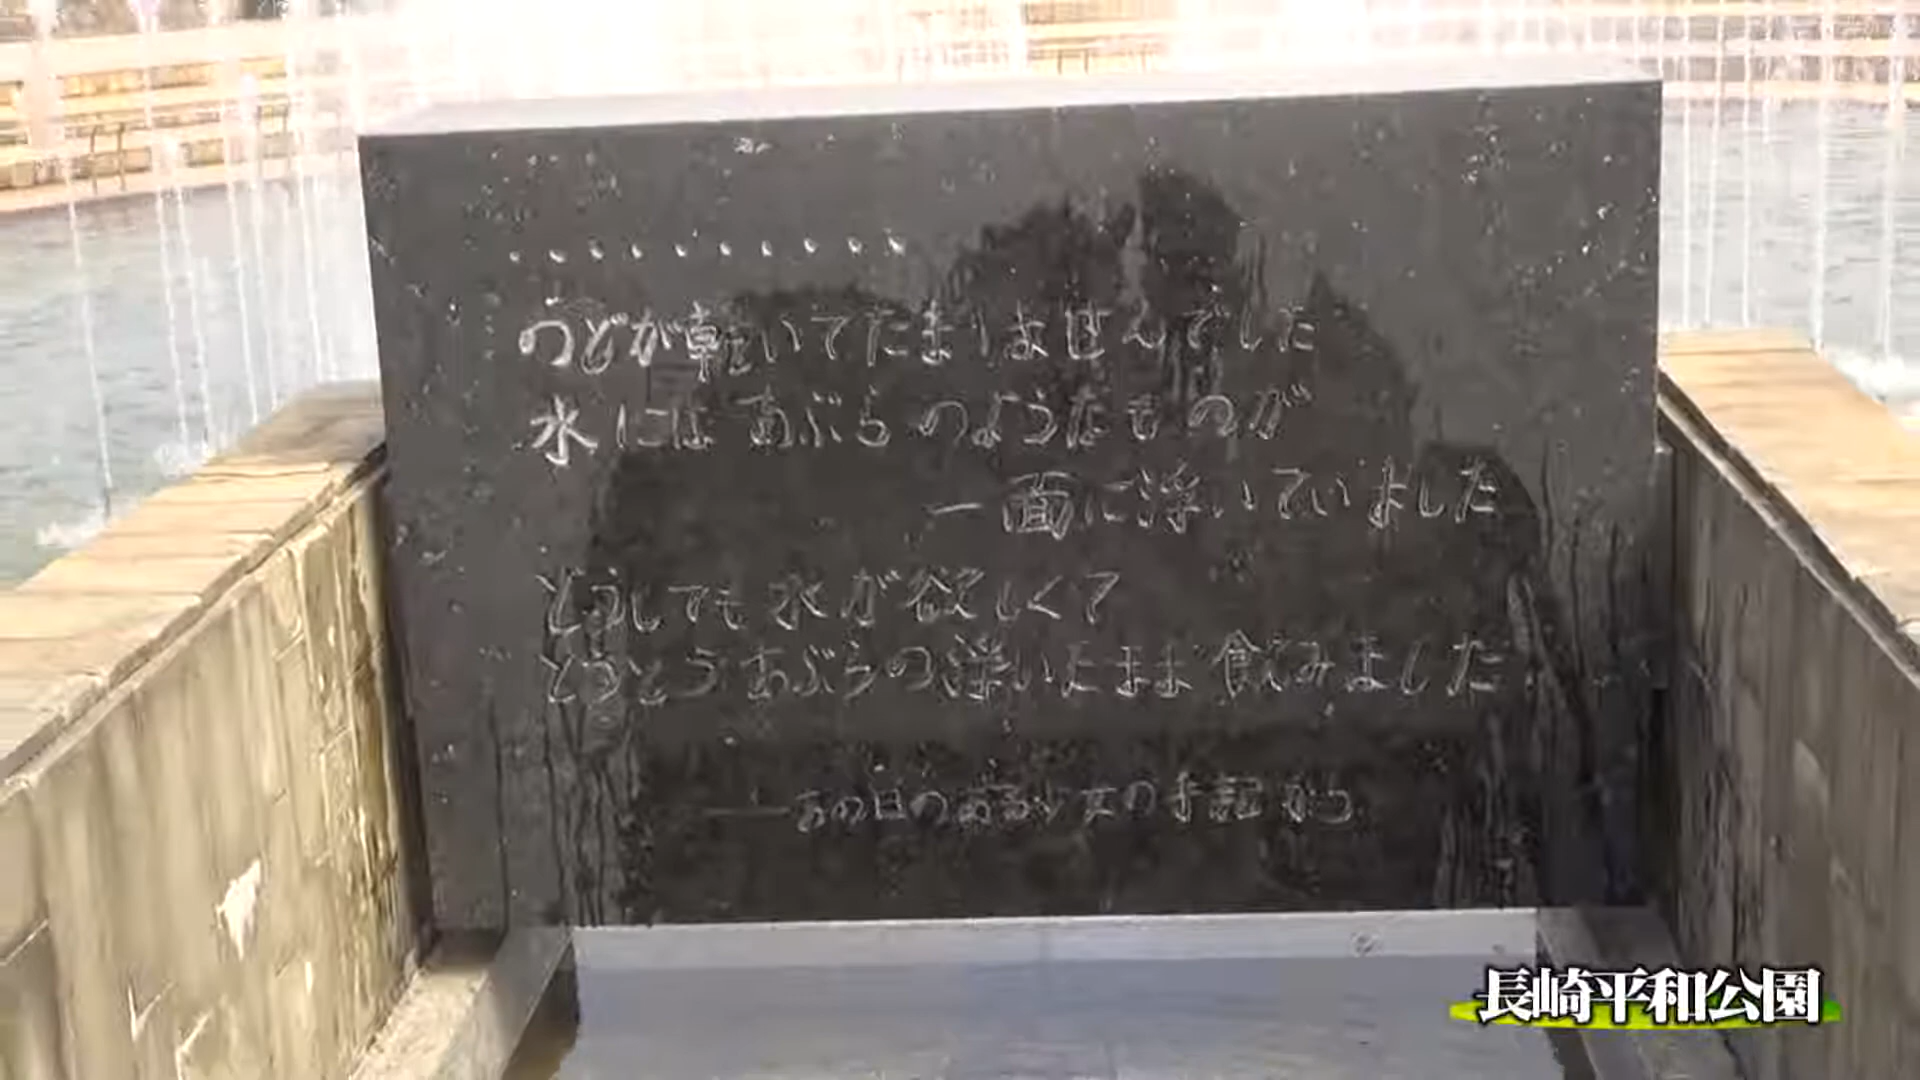 ・・・・・・・・・・
のどが乾いてたまりませんでした
水にはあぶらのようなものが
一面に浮いていました
どうしても水が欲しくて
とうとうあぶらの浮いたまま飲みました
——あの日のある少女の手記から
長崎平和公園